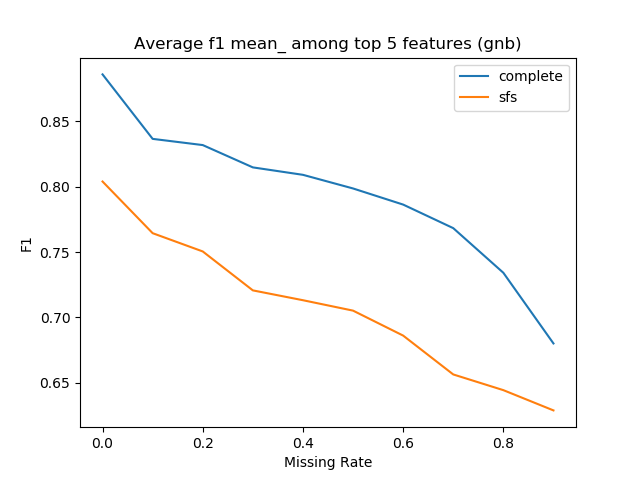 Average f1 mean_ among top 5 features (gnb)
complete
sfs
0.85
0.80
0.75
0.70
0.65
F1
0.0 0.2 0.4 0.6 0.8
Missing Rate